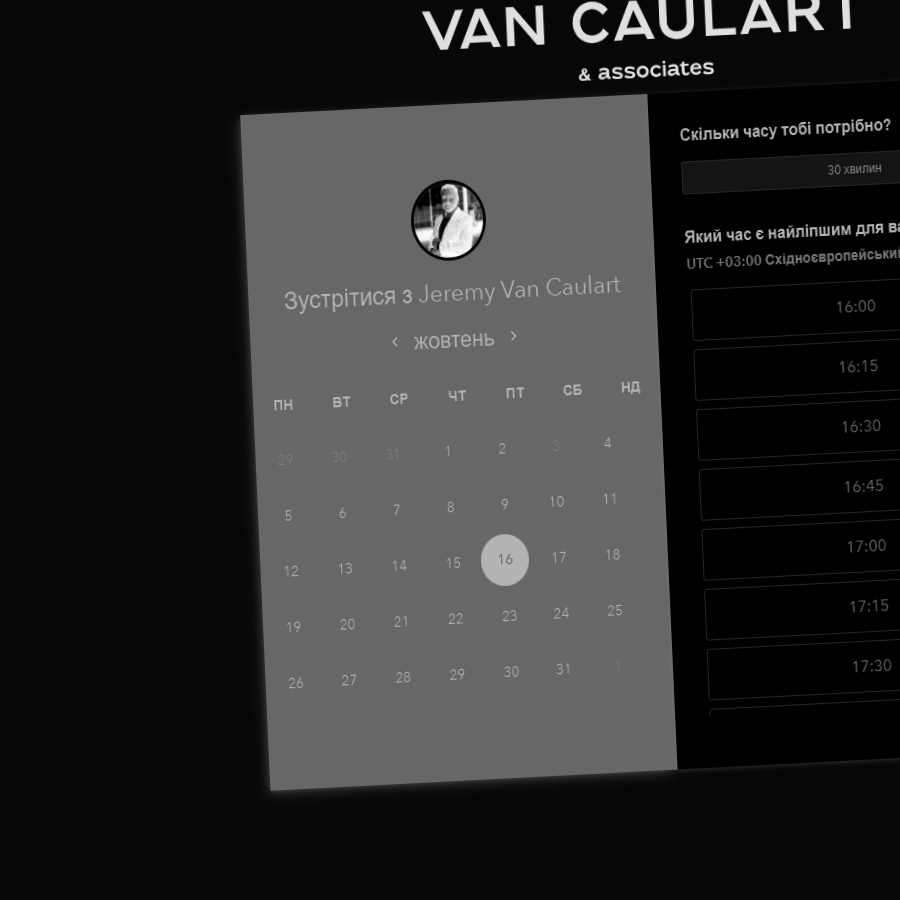 VAN CAULART
& associates
Зустрітися з Jeremy Van Caulart
‹ жовтень ›
ПН ВТ СР ЧТ ПТ СБ НД
29 30 31 1 2 3 4
5 6 7 8 9 10 11
12 13 14 15 16 17 18
19 20 21 22 23 24 25
26 27 28 29 30 31 1
Скільки часу тобі потрібно?
30 хвилин
Який час є найліпшим для
UTC +03:00
16:00
16:15
16:30
16:45
17:00
17:15
17:30